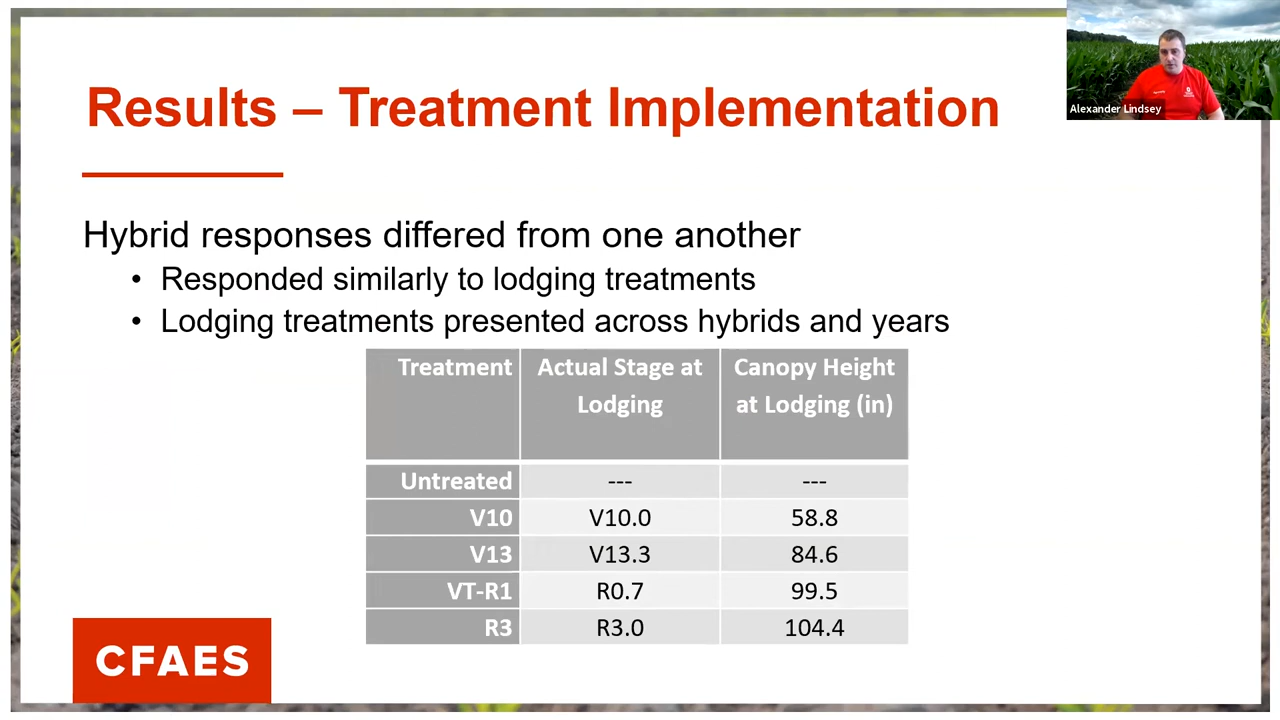 Results – Treatment Implementation
Alexander Lindsey
Hybrid responses differed from one another
• Responded similarly to lodging treatments
• Lodging treatments presented across hybrids and years
Treatment Actual Stage at Lodging Canopy Height at Lodging (in)
Untreated --- ---
V10 V10.0 58.8
V13 V13.3 84.6
VT-R1 R0.7 99.5
R3 R3.0 104.4
CFAES